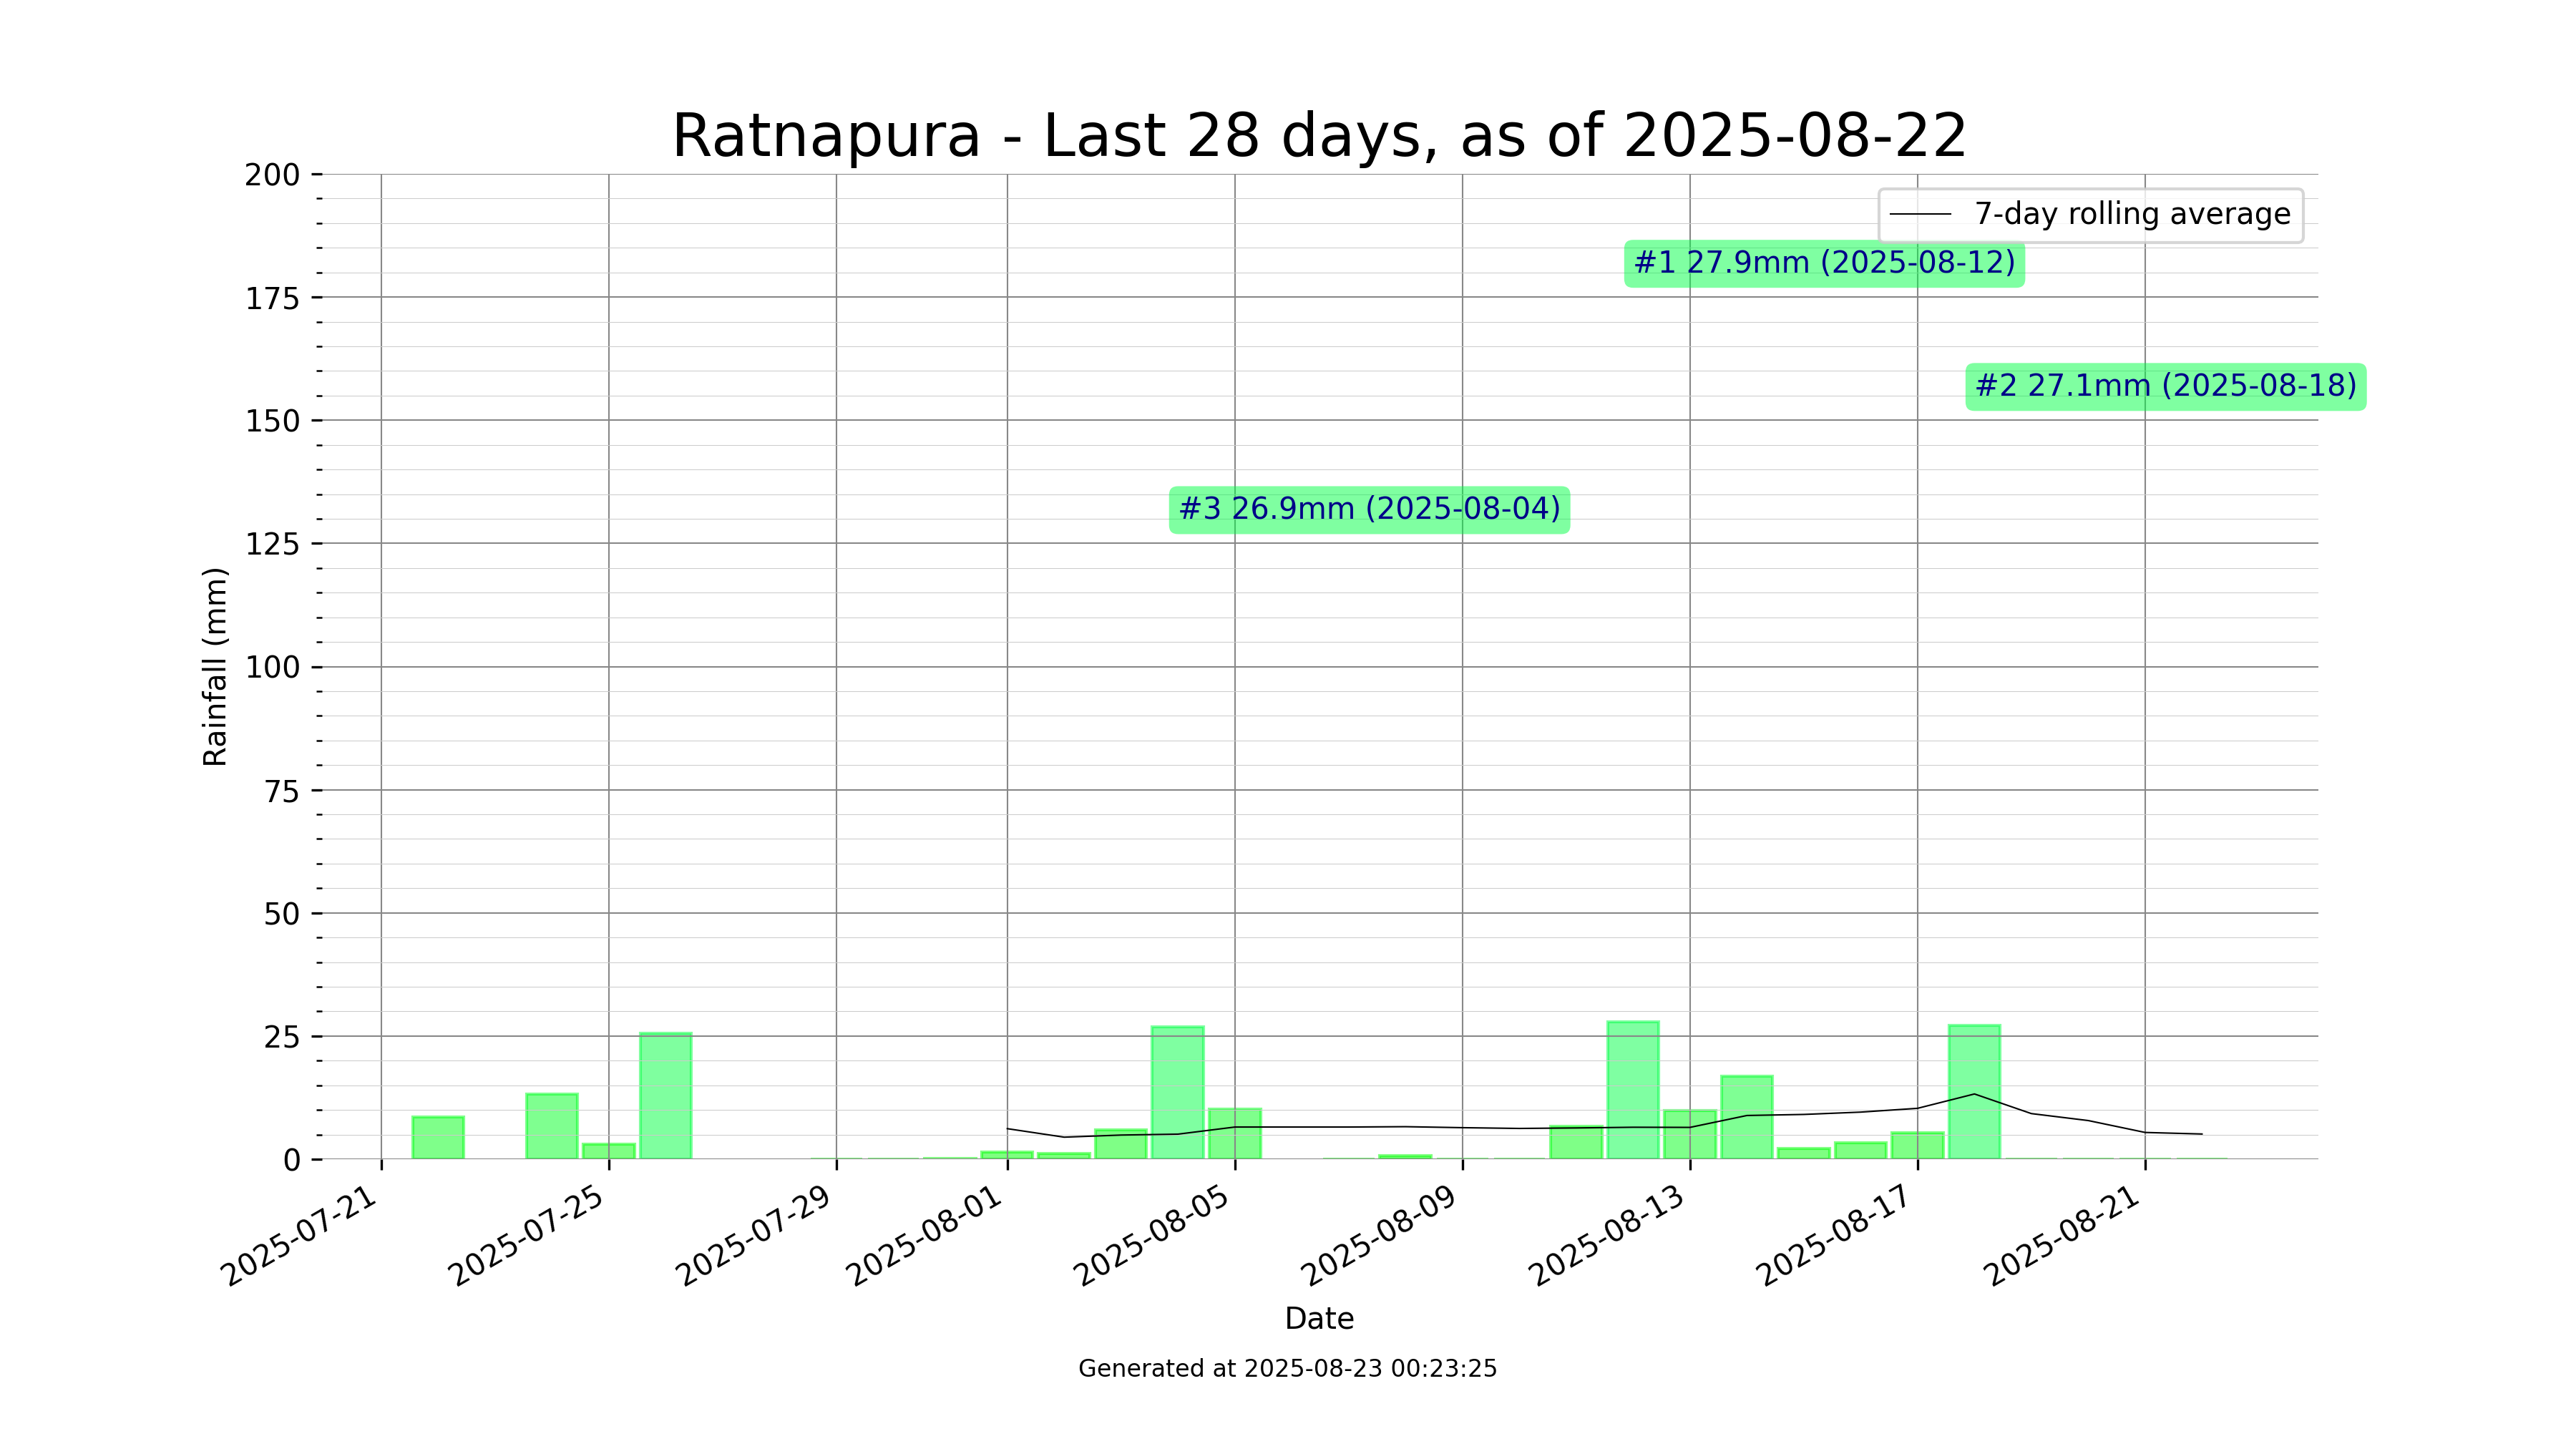 Ratnapura - Last 28 days, as of 2025-08-22
7-day rolling average
#1 27.9mm (2025-08-12)
#2 27.1mm (2025-08-18)
#3 26.9mm (2025-08-04)
Rainfall (mm)
200
175
150
125
100
75
50
25
0
2025-07-21
2025-07-25
2025-07-29
2025-08-01
2025-08-05
2025-08-09
2025-08-13
2025-08-17
2025-08-21
Date
Generated at 2025-08-23 00:23:25